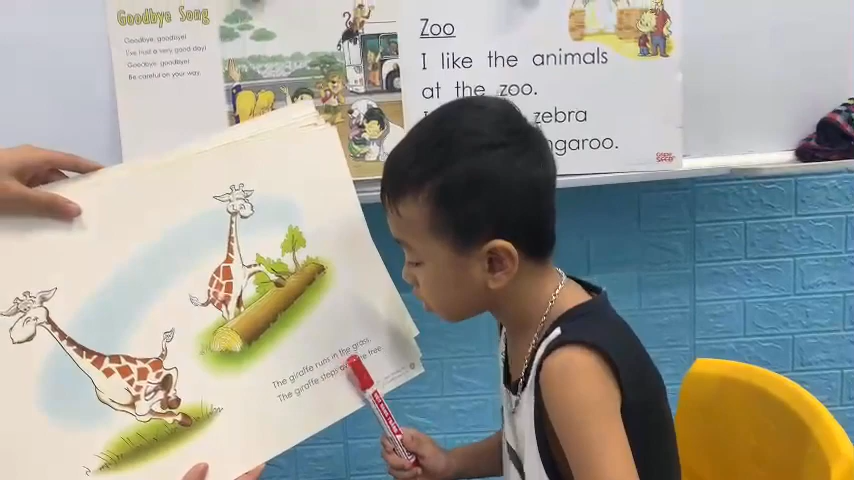 Goodbye Song
Goodbye, goodbye!
I've had a very good day!
Goodbye, goodbye!
Be careful on your way.
Zoo
I like the animals
at the zoo.
zebra
kangaroo.
The giraffe runs in the grass.
The giraffe steps tree